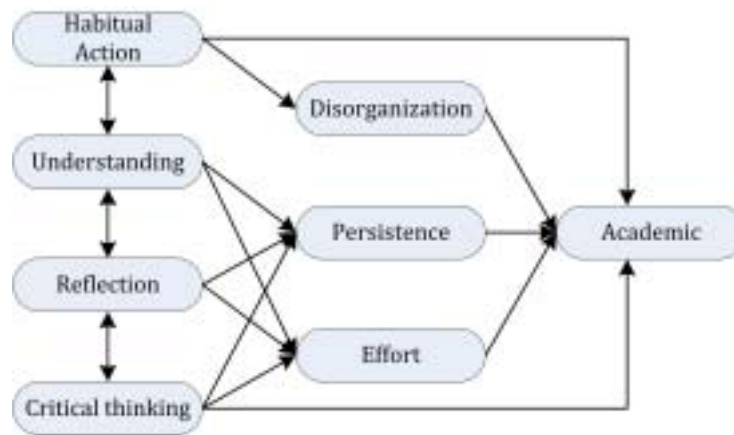 Habitual
Action
Disorganization
Understanding
Persistence
Academic
Reflection
Effort
Critical thinking